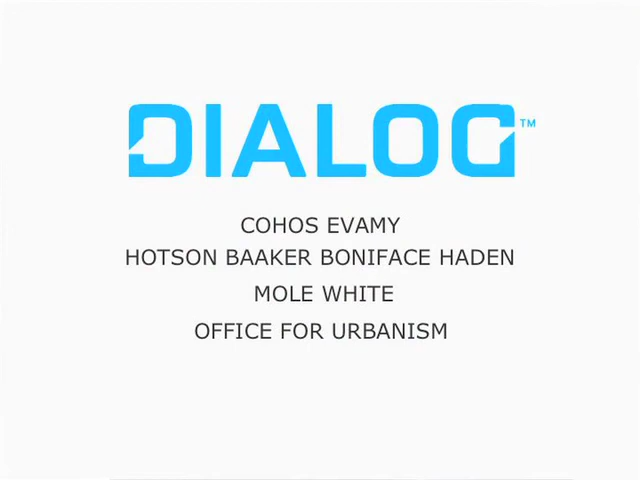 DIALOG™
COHOS EVAMY
HOTSON BAAKER BONIFACE HADEN
MOLE WHITE
OFFICE FOR URBANISM